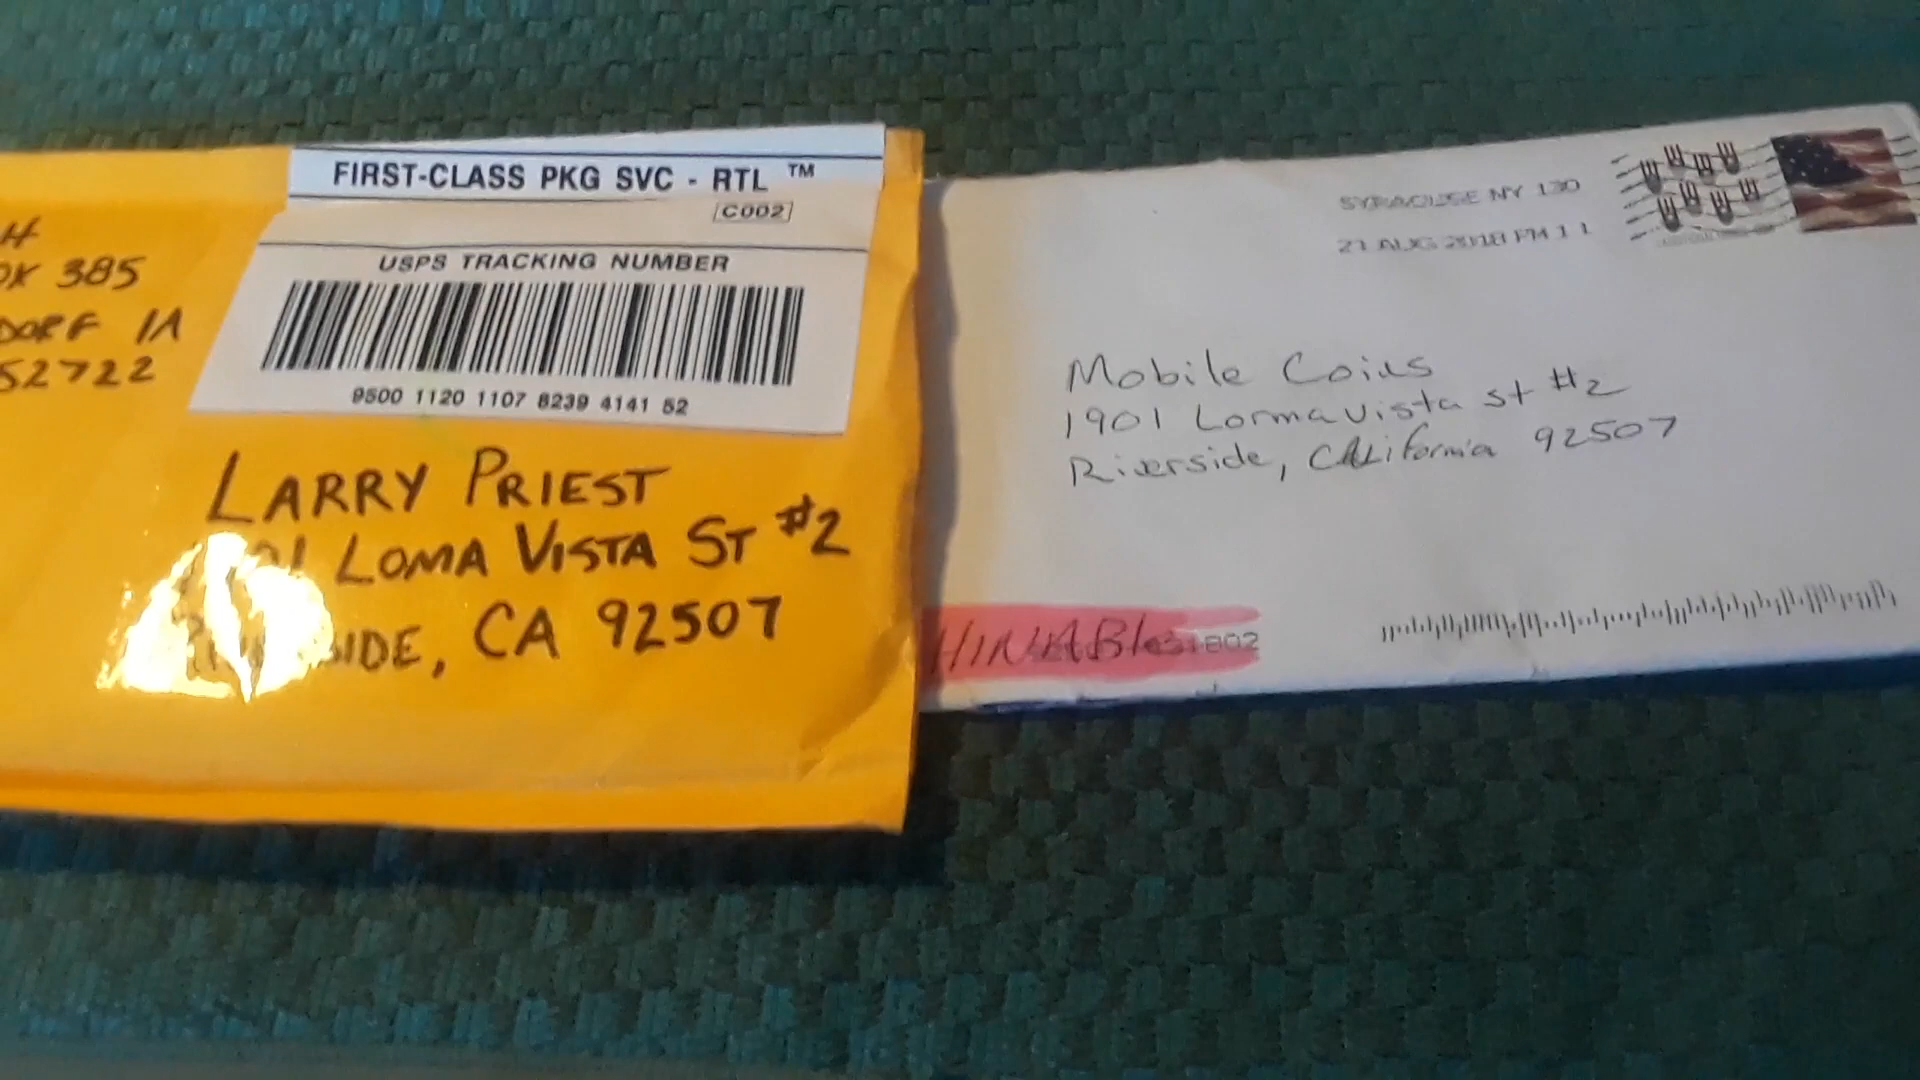 FIRST-CLASS PKG SVC - RTL ™
C002
USPS TRACKING NUMBER
9500 1120 1107 8239 4141 52
H
OX 385
DORF IA
52722
LARRY PRIEST
LOMA VISTA ST #2
CA 92507
SYRACUSE NY 130
21 AUG 2018 PM 1 1
Mobile Coins
1901 Lorma vista st #2
Riverside, CALifornia 92507